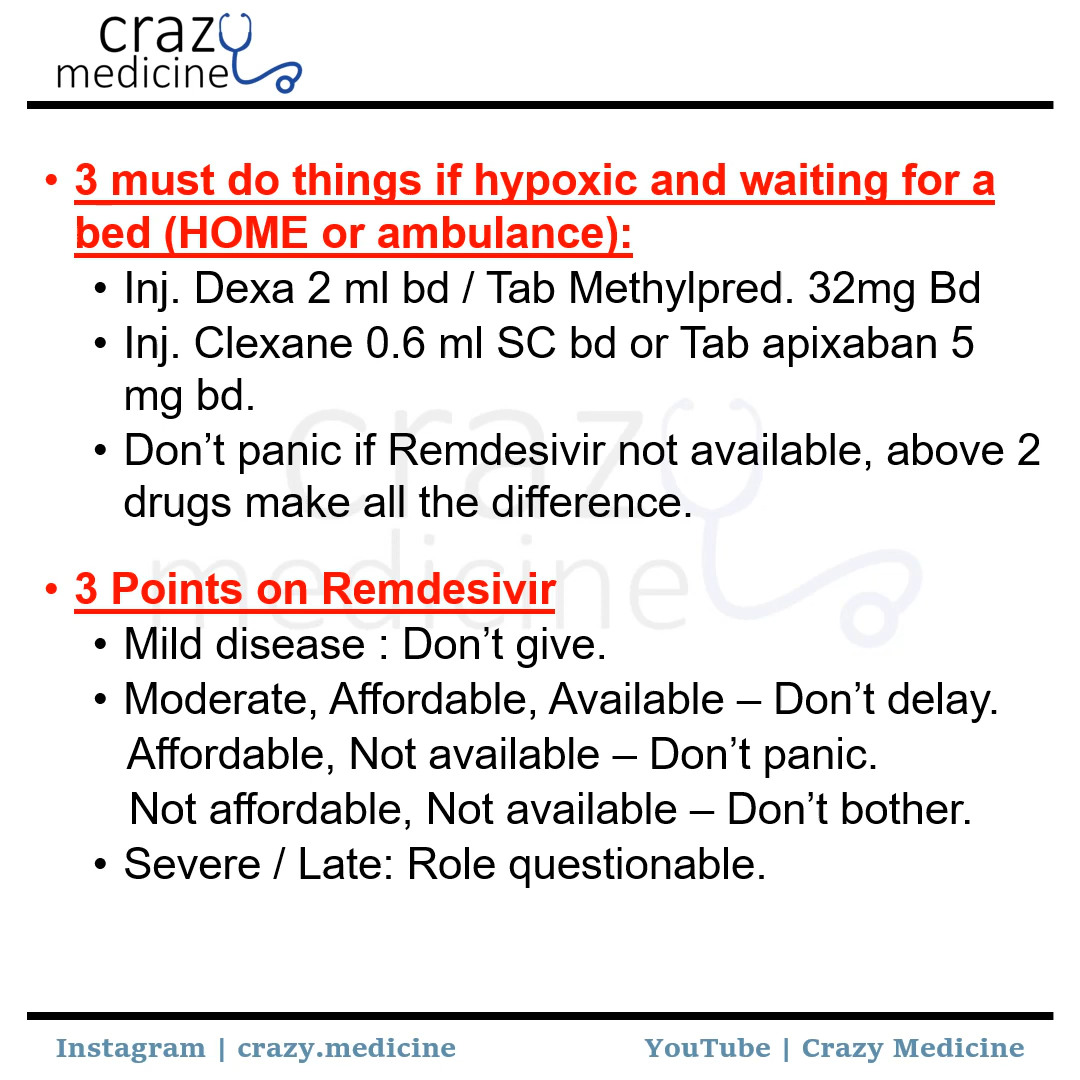 crazy
medicine
• 3 must do things if hypoxic and waiting for a
bed (HOME or ambulance):
• Inj. Dexa 2 ml bd / Tab Methylpred. 32mg Bd
• Inj. Clexane 0.6 ml SC bd or Tab apixaban 5
mg bd.
• Don’t panic if Remdesivir not available, above 2
drugs make all the difference.
• 3 Points on Remdesivir
• Mild disease : Don’t give.
• Moderate, Affordable, Available – Don’t delay.
Affordable, Not available – Don’t panic.
Not affordable, Not available – Don’t bother.
• Severe / Late: Role questionable.
crazy
medicine
Instagram | crazy.medicine
YouTube | Crazy Medicine